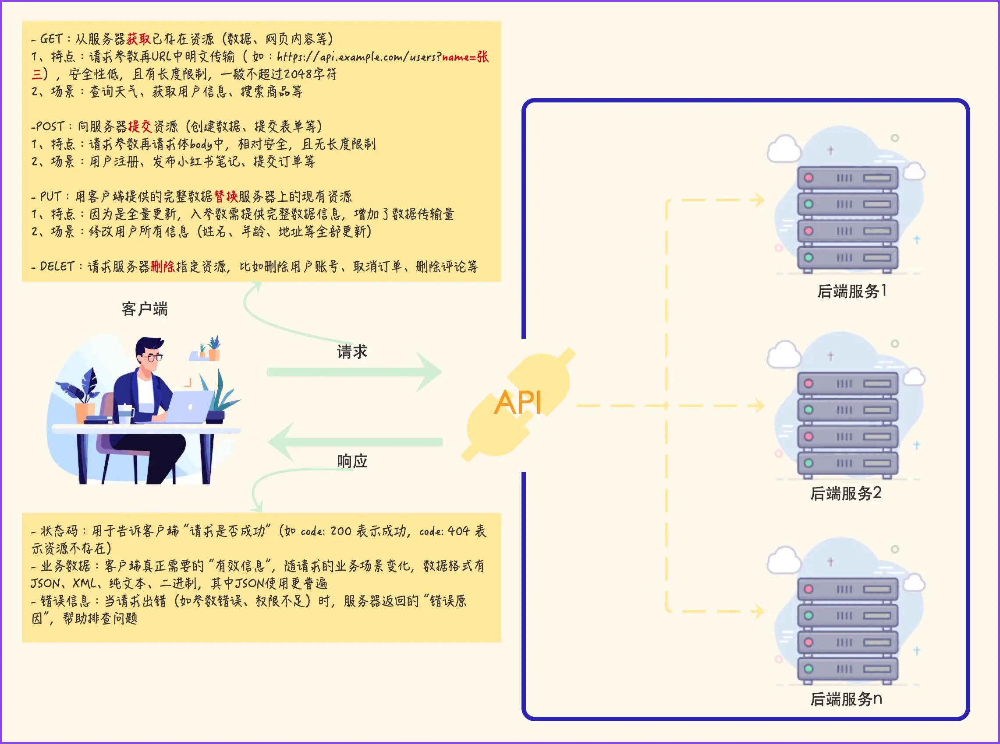 - GET：从服务器获取已存在资源（数据、网页内容等）
1、特点：请求参数再URL中明文传输（ 如：https://api.example.com/users?name=张
三），安全性低，且有长度限制，一般不超过2048字符
2、场景：查询天气、获取用户信息、搜索商品等
-POST：向服务器提交资源（创建数据、提交表单等）
1、特点：请求参数再请求体body中，相对安全，且无长度限制
2、场景：用户注册、发布小红书笔记、提交订单等
- PUT：用客户端提供的完整数据替换服务器上的现有资源
1、特点：因为是全量更新，入参数需提供完整数据信息，增加了数据传输量
2、场景：修改用户所有信息（姓名、年龄、地址等全部更新）
- DELET：请求服务器删除指定资源，比如删除用户账号、取消订单、删除评论等
客户端
请求
API
响应
- 状态码：用于告诉客户端 “请求是否成功”（如 code: 200 表示成功，code: 404 表
示资源不存在）
- 业务数据：客户端真正需要的 “有效信息”，随请求的业务场景变化，数据格式有
JSON、XML、纯文本、二进制，其中JSON使用更普遍
- 错误信息：当请求出错（如参数错误、权限不足）时，服务器返回的 “错误原
因”，帮助排查问题
后端服务1
后端服务2
后端服务n